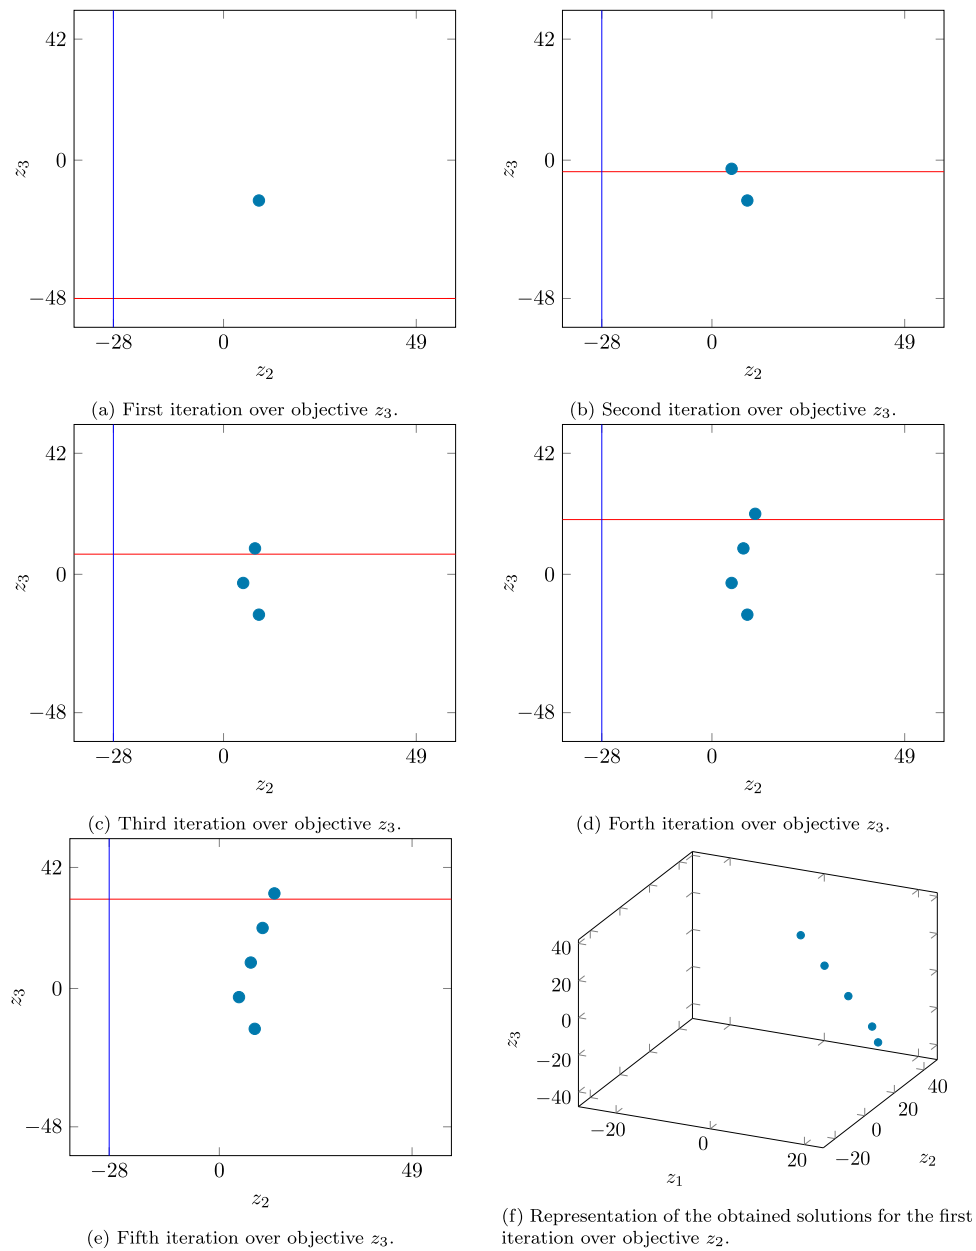 42
0
−48
−28
0
49
z3
z2
(a) First iteration over objective z3.
42
0
−48
−28
0
49
z3
z2
(b) Second iteration over objective z3.
42
0
−48
−28
0
49
z3
z2
(c) Third iteration over objective z3.
42
0
−48
−28
0
49
z3
z2
(d) Forth iteration over objective z3.
42
0
−48
−28
0
49
z3
z2
(e) Fifth iteration over objective z3.
40
20
0
−20
−40
z3
−20
0
20
z1
−20
0
20
40
z2
(f) Representation of the obtained solutions for the first
iteration over objective z2.